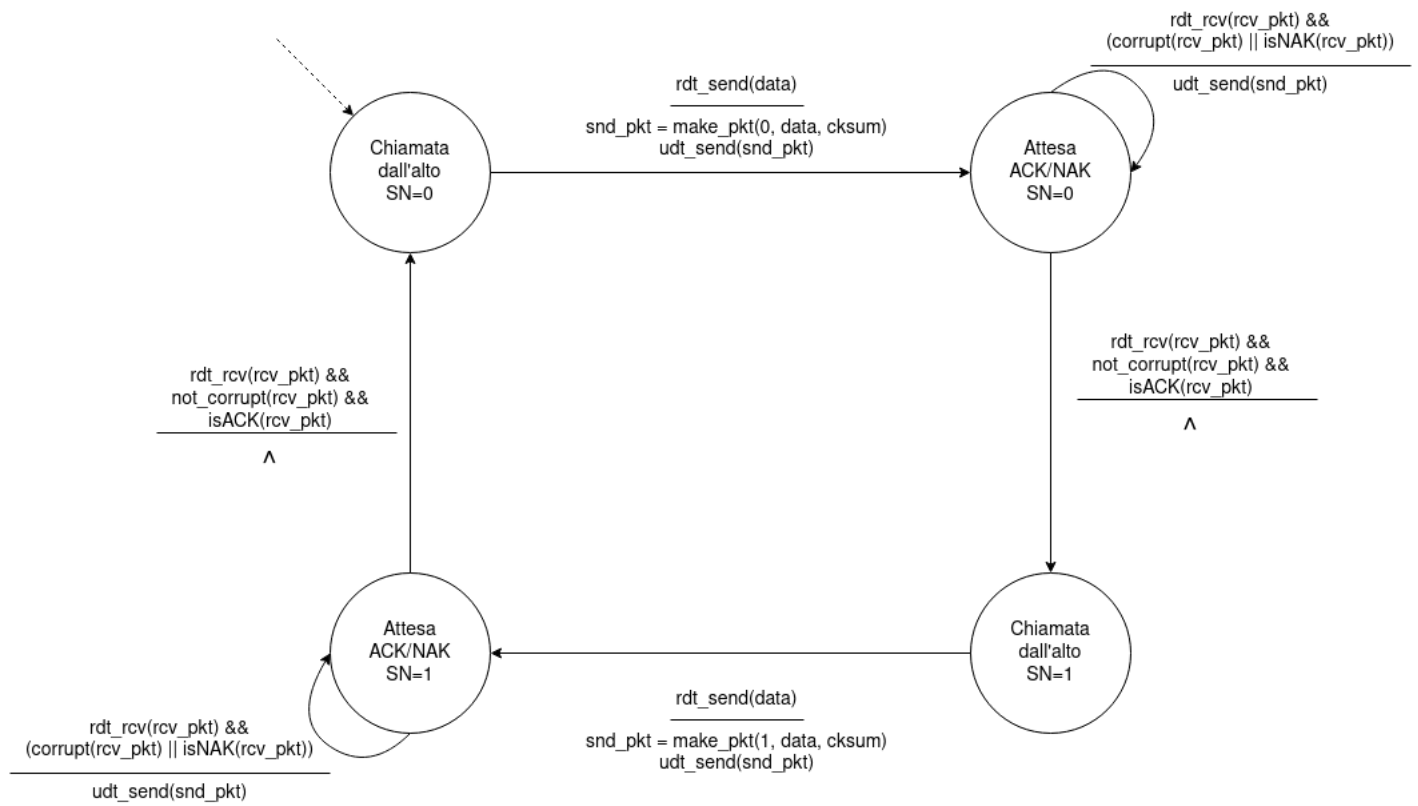 rdt_rcv(rcv_pkt) &&
(corrupt(rcv_pkt) || isNAK(rcv_pkt))
udt_send(snd_pkt)
rdt_send(data)
snd_pkt = make_pkt(0, data, cksum)
udt_send(snd_pkt)
Chiamata
dall'alto
SN=0
Attesa
ACK/NAK
SN=0
rdt_rcv(rcv_pkt) &&
not_corrupt(rcv_pkt) &&
isACK(rcv_pkt)
Λ
rdt_rcv(rcv_pkt) &&
not_corrupt(rcv_pkt) &&
isACK(rcv_pkt)
Λ
Attesa
ACK/NAK
SN=1
Chiamata
dall'alto
SN=1
rdt_send(data)
snd_pkt = make_pkt(1, data, cksum)
udt_send(snd_pkt)
rdt_rcv(rcv_pkt) &&
(corrupt(rcv_pkt) || isNAK(rcv_pkt))
udt_send(snd_pkt)